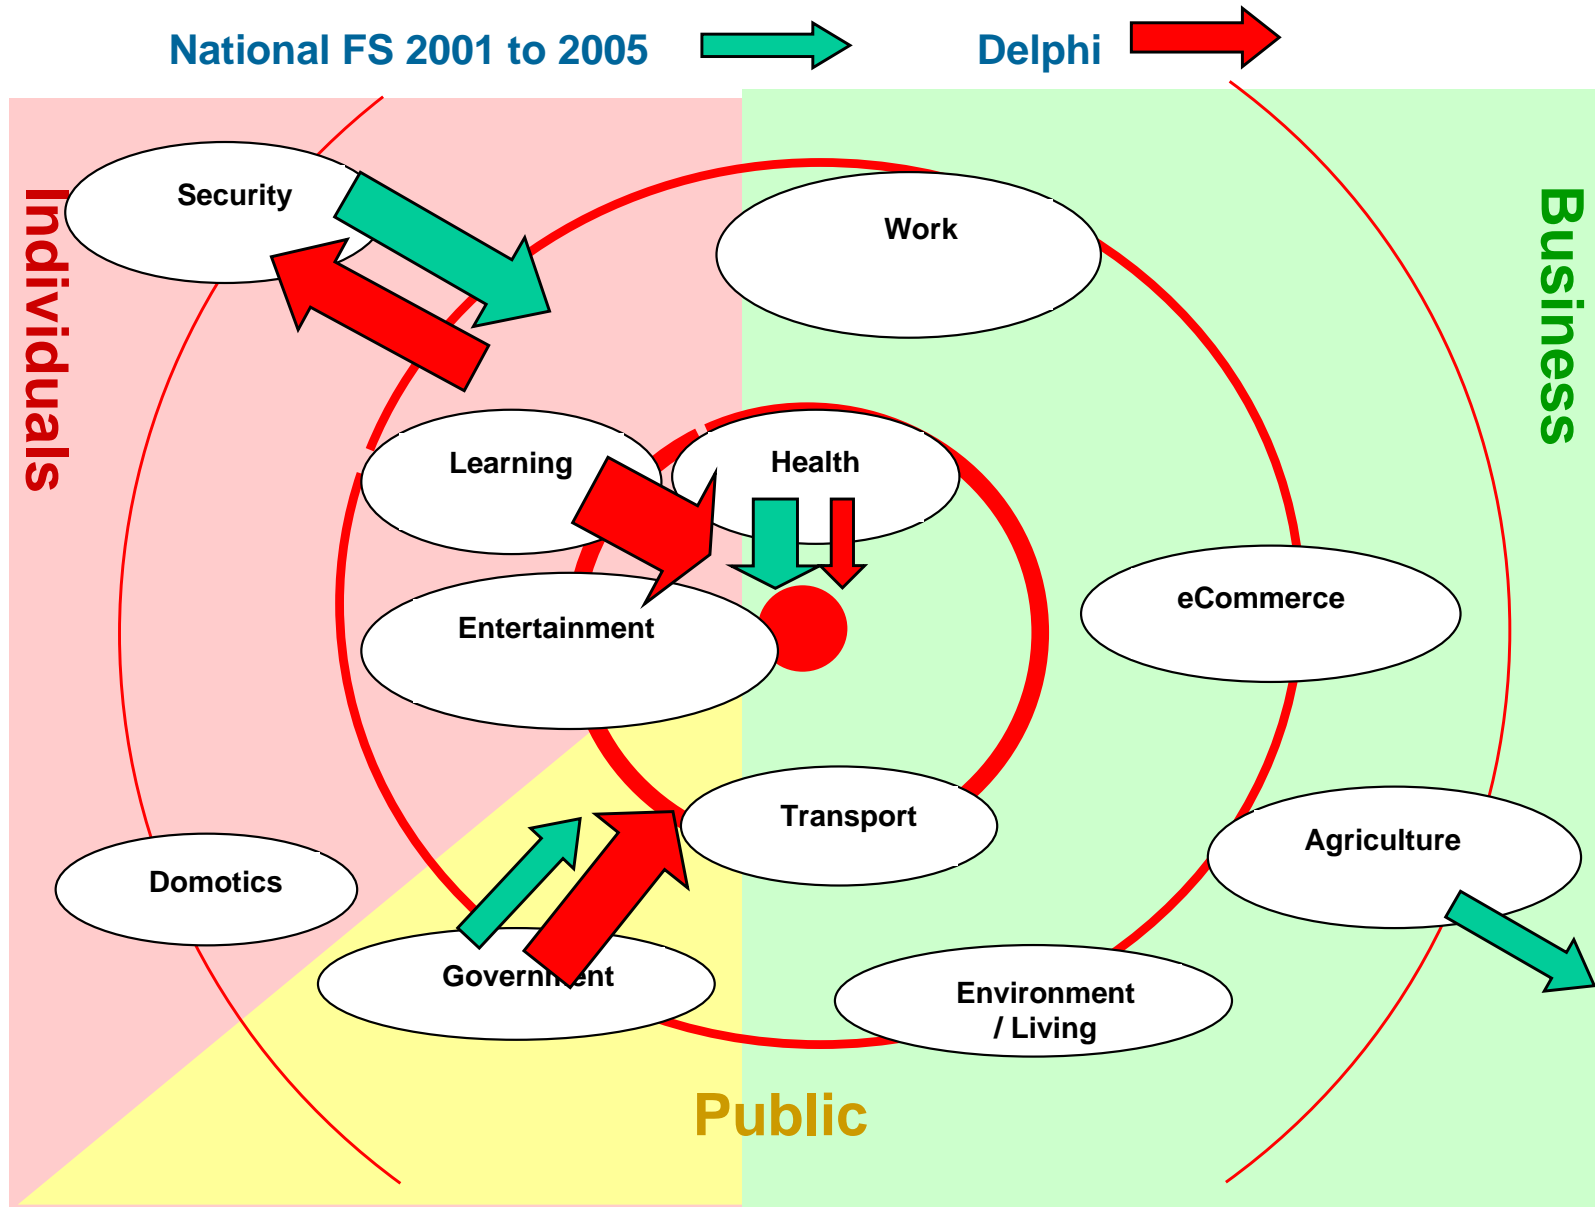 National FS 2001 to 2005
Delphi
Individuals
Business
Security
Work
Learning
Health
Entertainment
eCommerce
Transport
Agriculture
Domotics
Government
Environment
/ Living
Public